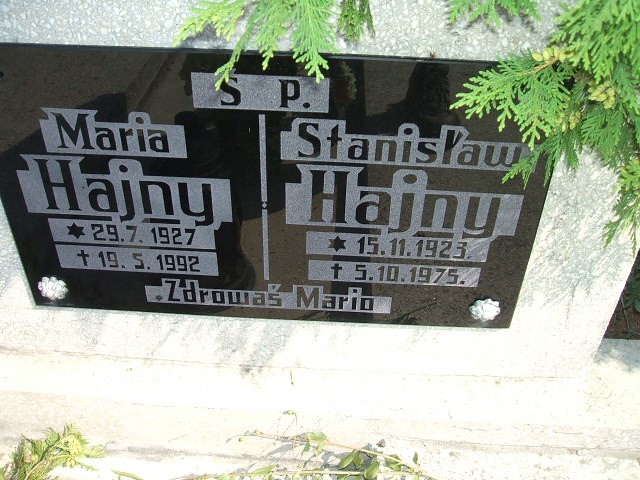 Ś P.
Maria
Hajny
29.7.1927
✝ 19.5.1992
Stanisław
Hajny
15.11.1923.
✝ 5.10.1975.
Zdrowaś Mario